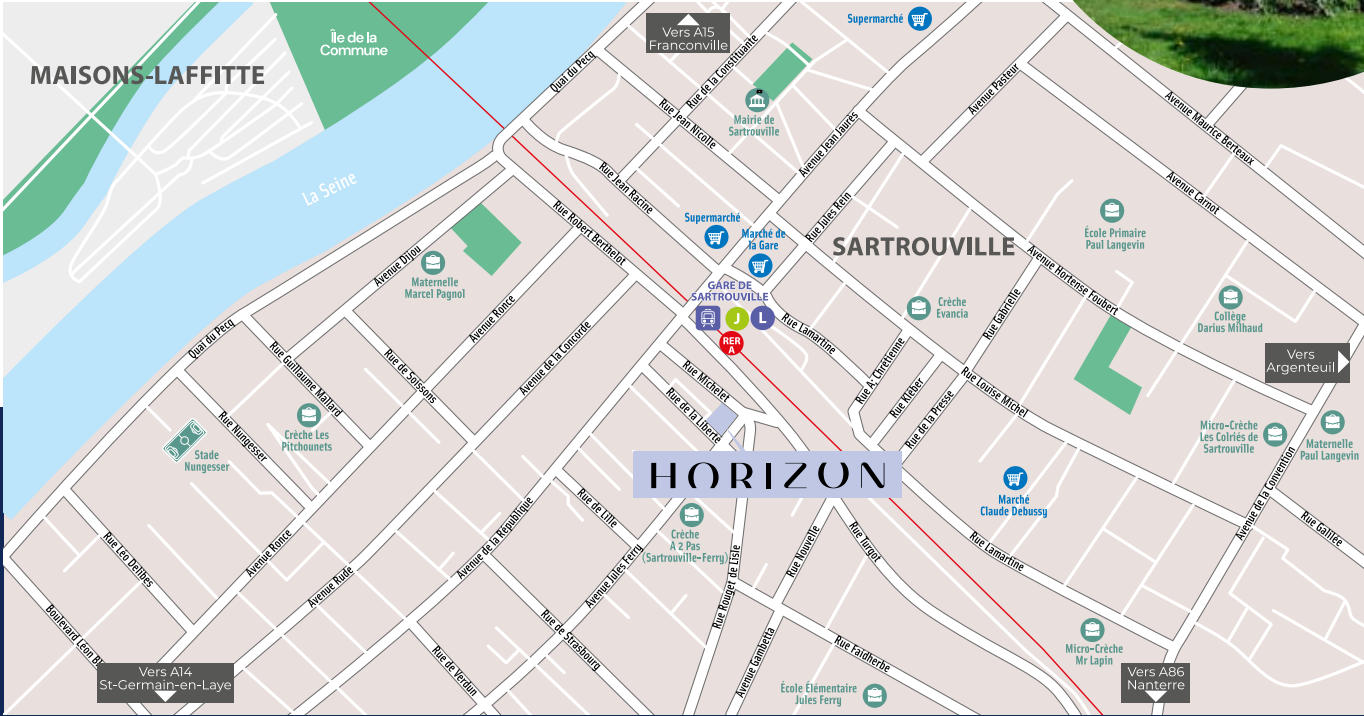 Île de la
Commune
MAISONS-LAFFITTE
La Seine
Vers A15
Franconville
Supermarché
Quai du Pecq
Rue de la Constituante
Rue Jean Nicolle
Mairie de
Sartrouville
Avenue Jean Jaurès
Avenue Pasteur
Avenue Maurice Berteaux
Avenue Carnot
Rue Jean Racine
Rue Robert Berthelot
Supermarché
Marché de
la Gare
Rue Jules Rein
SARTROUVILLE
École Primaire
Paul Langevin
Avenue Hortense Foubert
Avenue Dijou
Maternelle
Marcel Pagnol
Avenue Ronce
GARE DE
SARTROUVILLE
J
L
RER
A
Rue Lamartine
Crèche
Evancia
Rue Gabrielle
Collège
Darius Milhaud
Vers
Argenteuil
Quai du Pecq
Rue Guillaume Mallard
Rue de Soissons
Avenue de la Concorde
Rue Michelet
Rue de la Liberté
Rue A. Chrétienne
Rue Kléber
Rue de la Presse
Rue Louise Michel
Rue Nungesser
Crèche Les
Pitchounets
Stade
Nungesser
Micro-Crèche
Les Colriés de
Sartrouville
Maternelle
Paul Langevin
HORIZON
Marché
Claude Debussy
Avenue de la Convention
Rue Galilée
Rue de Lille
Crèche
A 2 Pas
(Sartrouville-Ferry)
Rue Léo Delibes
Avenue Ronce
Avenue Rude
Avenue de la République
Avenue Jules Ferry
Rue Rouget de Lisle
Rue Nouvelle
Rue Turgot
Rue Lamartine
Boulevard Léon
Rue de Verdun
Rue de Strasbourg
Avenue Gambetta
Rue Faidherbe
Micro-Crèche
Mr Lapin
Vers A14
St-Germain-en-Laye
École Élémentaire
Jules Ferry
Vers A86
Nanterre